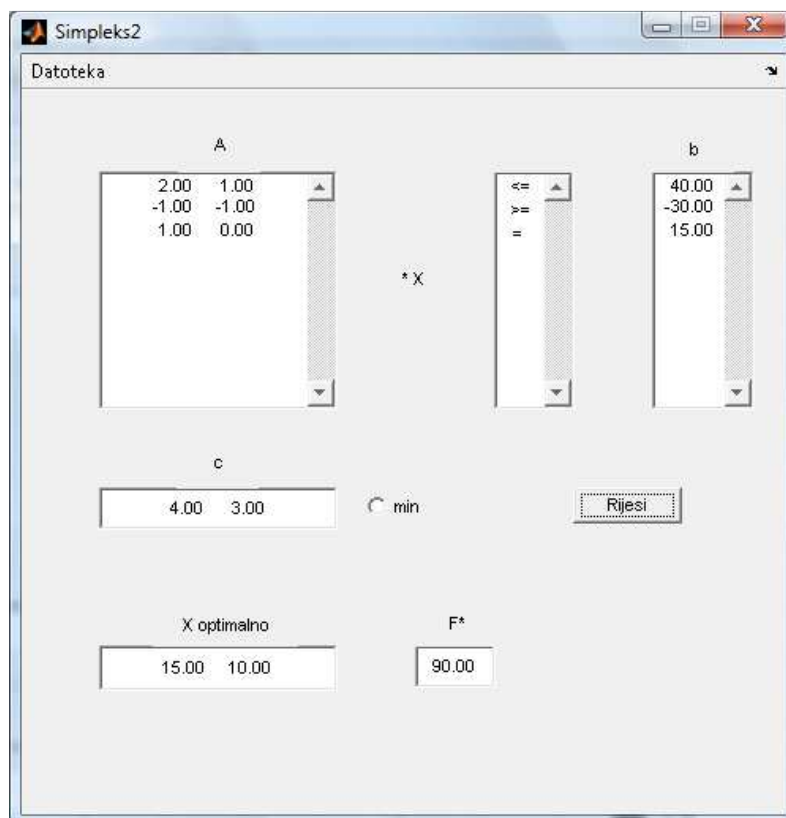 Simpleks2
Datoteka
A
b
2.00 1.00
<=
40.00
-1.00 -1.00
>=
-30.00
1.00 0.00
=
15.00
* X
c
4.00 3.00
min
Rijesi
X optimalno
F*
15.00 10.00
90.00